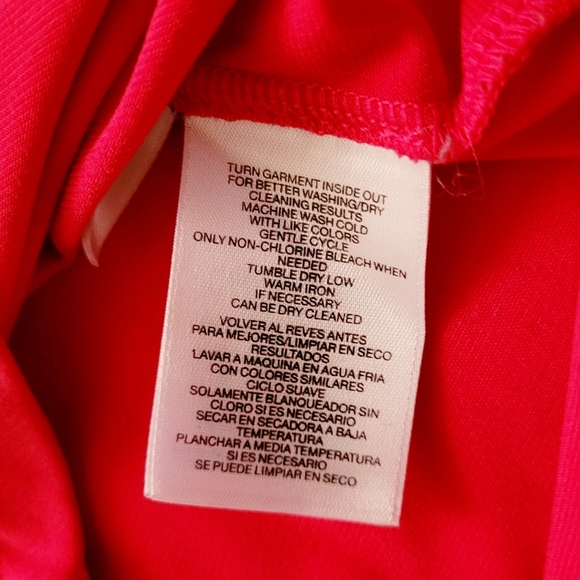 TURN GARMENT INSIDE OUT
FOR BETTER WASHING/DRY
CLEANING RESULTS
MACHINE WASH COLD
WITH LIKE COLORS
GENTLE CYCLE
ONLY NON-CHLORINE BLEACH WHEN
NEEDED
TUMBLE DRY LOW
WARM IRON
IF NECESSARY
CAN BE DRY CLEANED
VOLVER AL REVES ANTES
PARA MEJORES/LIMPIAR EN SECO
RESULTADOS
LAVAR A MAQUINA EN AGUA FRIA
CON COLORES SIMILARES
CICLO SUAVE
SOLAMENTE BLANQUEADOR SIN
CLORO SI ES NECESARIO
SECAR EN SECADORA A BAJA
TEMPERATURA
PLANCHAR A MEDIA TEMPERATURA
SI ES NECESARIO
SE PUEDE LIMPIAR EN SECO